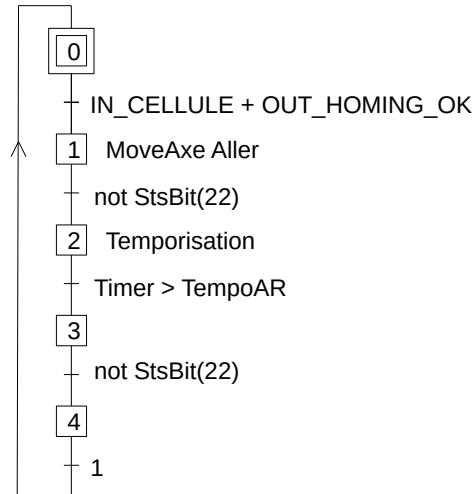 0
IN_CELLULE + OUT_HOMING_OK
1 MoveAxe Aller
not StsBit(22)
2 Temporisation
Timer > TempoAR
3
not StsBit(22)
4
1